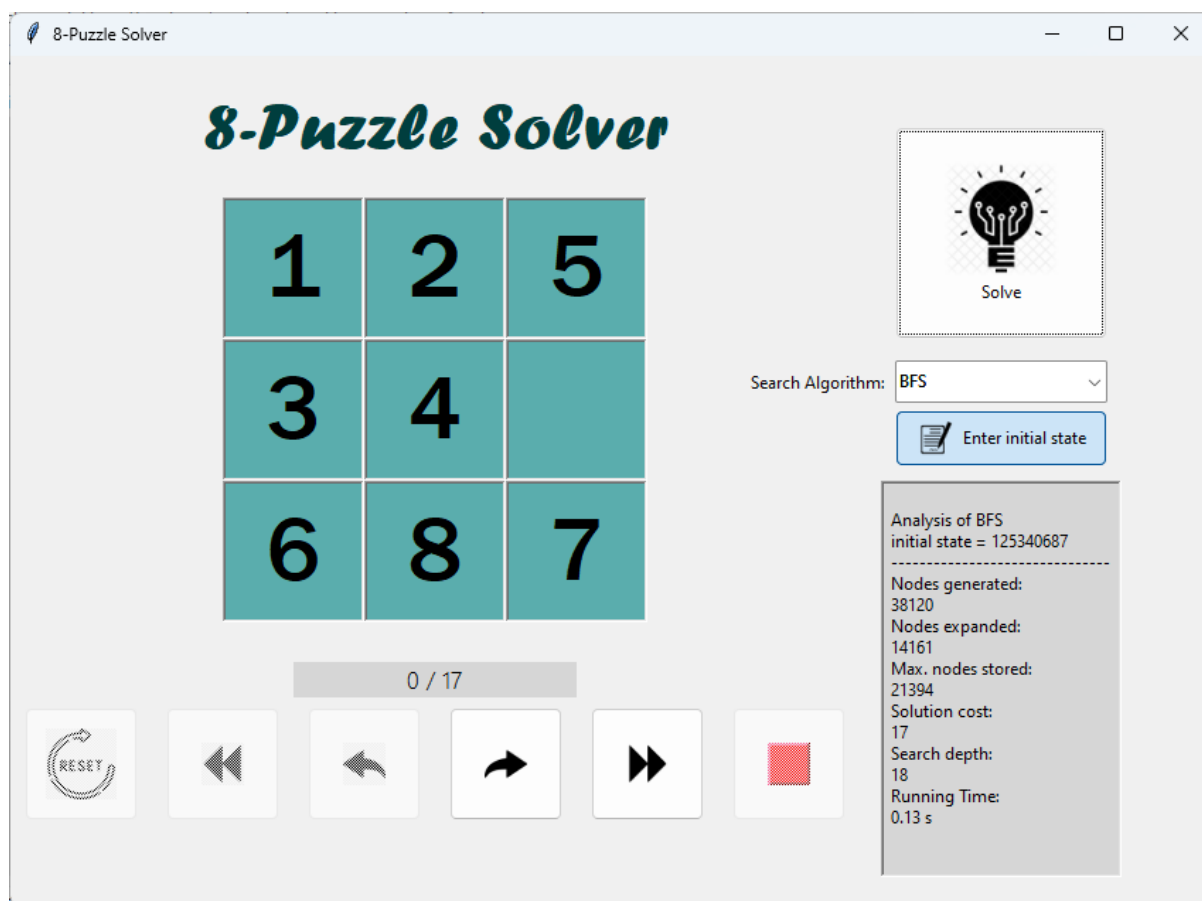 8-Puzzle Solver
8-Puzzle Solver
1 2 5
3 4
6 8 7
0 / 17
RESET
Solve
Search Algorithm: BFS
Enter initial state
Analysis of BFS
initial state = 125340687
--------------------------------
Nodes generated:
38120
Nodes expanded:
14161
Max. nodes stored:
21394
Solution cost:
17
Search depth:
18
Running Time:
0.13 s